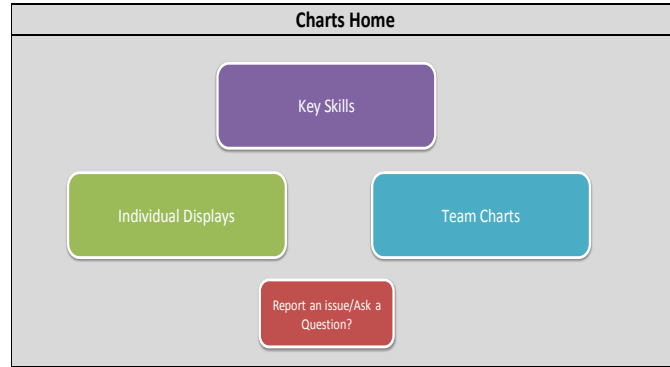 Charts Home
Key Skills
Individual Displays
Team Charts
Report an issue/Ask a
Question?